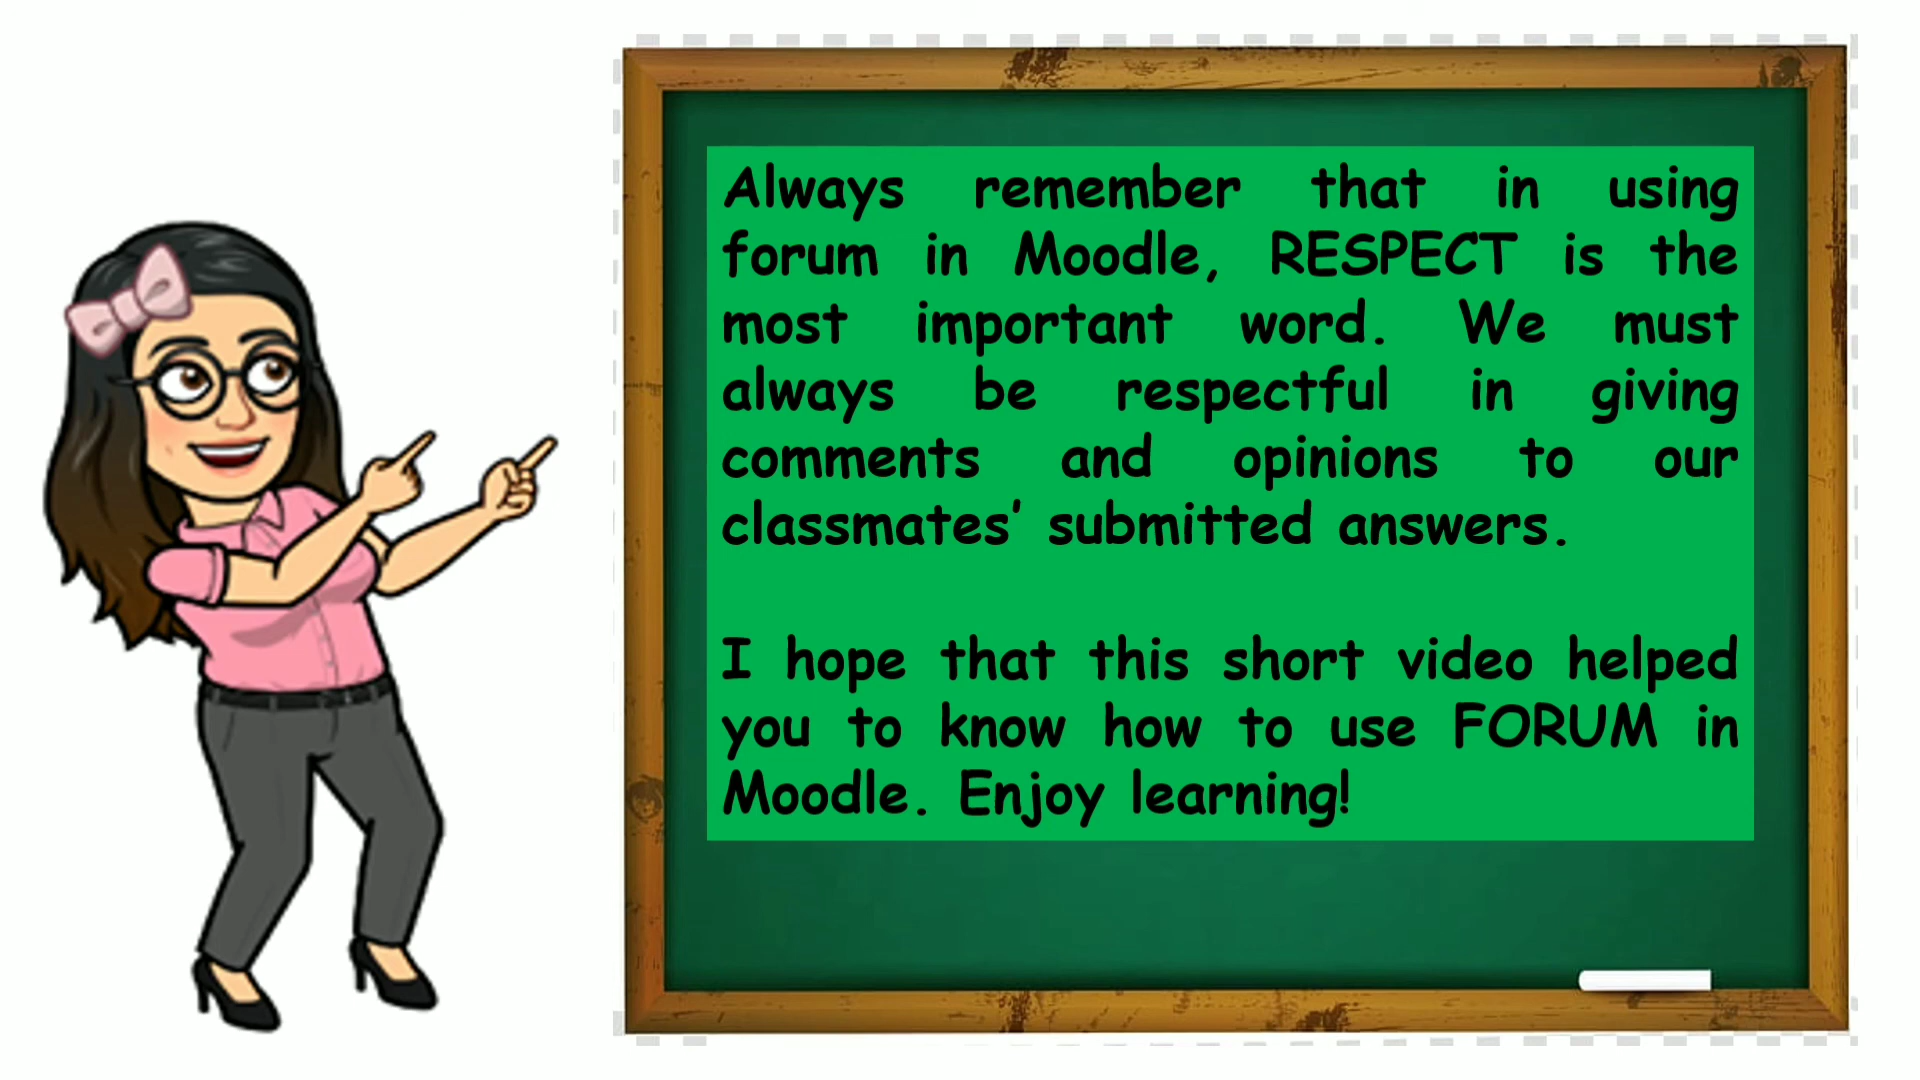 Always remember that in using
forum in Moodle, RESPECT is the
most important word. We must
always be respectful in giving
comments and opinions to our
classmates’ submitted answers.
I hope that this short video helped
you to know how to use FORUM in
Moodle. Enjoy learning!